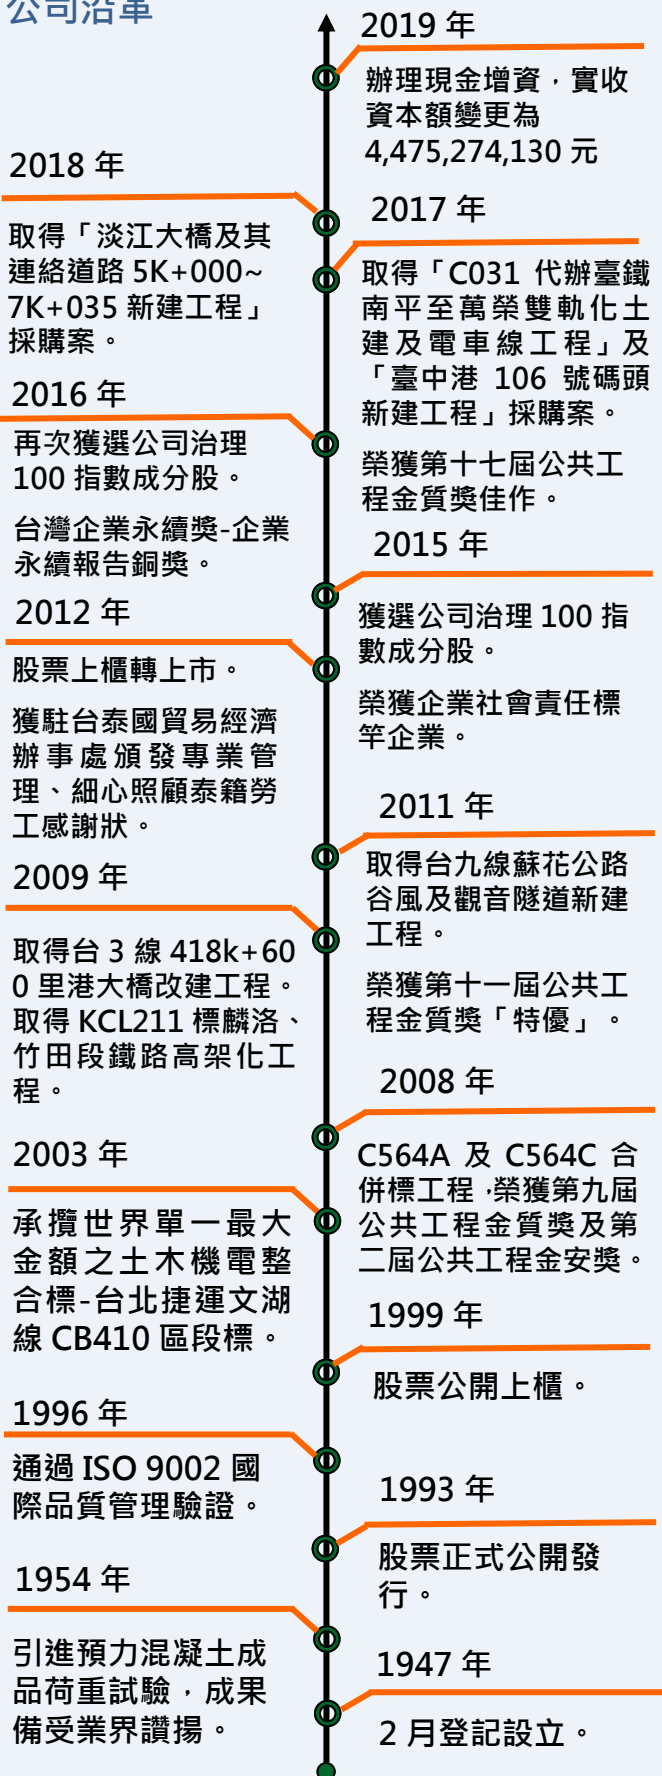 公司沿革
2019 年
辦理現金增資，實收
資本額變更為
4,475,274,130 元
2018 年
取得「淡江大橋及其
連絡道路 5K+000~
7K+035 新建工程」
採購案。
2017 年
取得「C031 代辦臺鐵
南平至萬榮雙軌化土
建及電車線工程」及
「臺中港 106 號碼頭
新建工程」採購案。
榮獲第十七屆公共工
程金質獎佳作。
2016 年
再次獲選公司治理
100 指數成分股。
台灣企業永續獎-企業
永續報告銅獎。
2015 年
獲選公司治理 100 指
數成分股。
榮獲企業社會責任標
竿企業。
2012 年
股票上櫃轉上市。
獲駐台泰國貿易經濟
辦事處頒發專業管
理、細心照顧泰籍勞
工感謝狀。
2011 年
取得台九線蘇花公路
谷風及觀音隧道新建
工程。
榮獲第十一屆公共工
程金質獎「特優」。
2009 年
取得台 3 線 418k+60
0 里港大橋改建工程。
取得 KCL211 標麟洛、
竹田段鐵路高架化工
程。
2008 年
C564A 及 C564C 合
併標工程，榮獲第九屆
公共工程金質獎及第
二屆公共工程金安獎。
2003 年
承攬世界單一最大
金額之土木機電整
合標-台北捷運文湖
線 CB410 區段標。
1999 年
股票公開上櫃。
1996 年
通過 ISO 9002 國
際品質管理驗證。
1993 年
股票正式公開發
行。
1954 年
引進預力混凝土成
品荷重試驗，成果
備受業界讚揚。
1947 年
2 月登記設立。